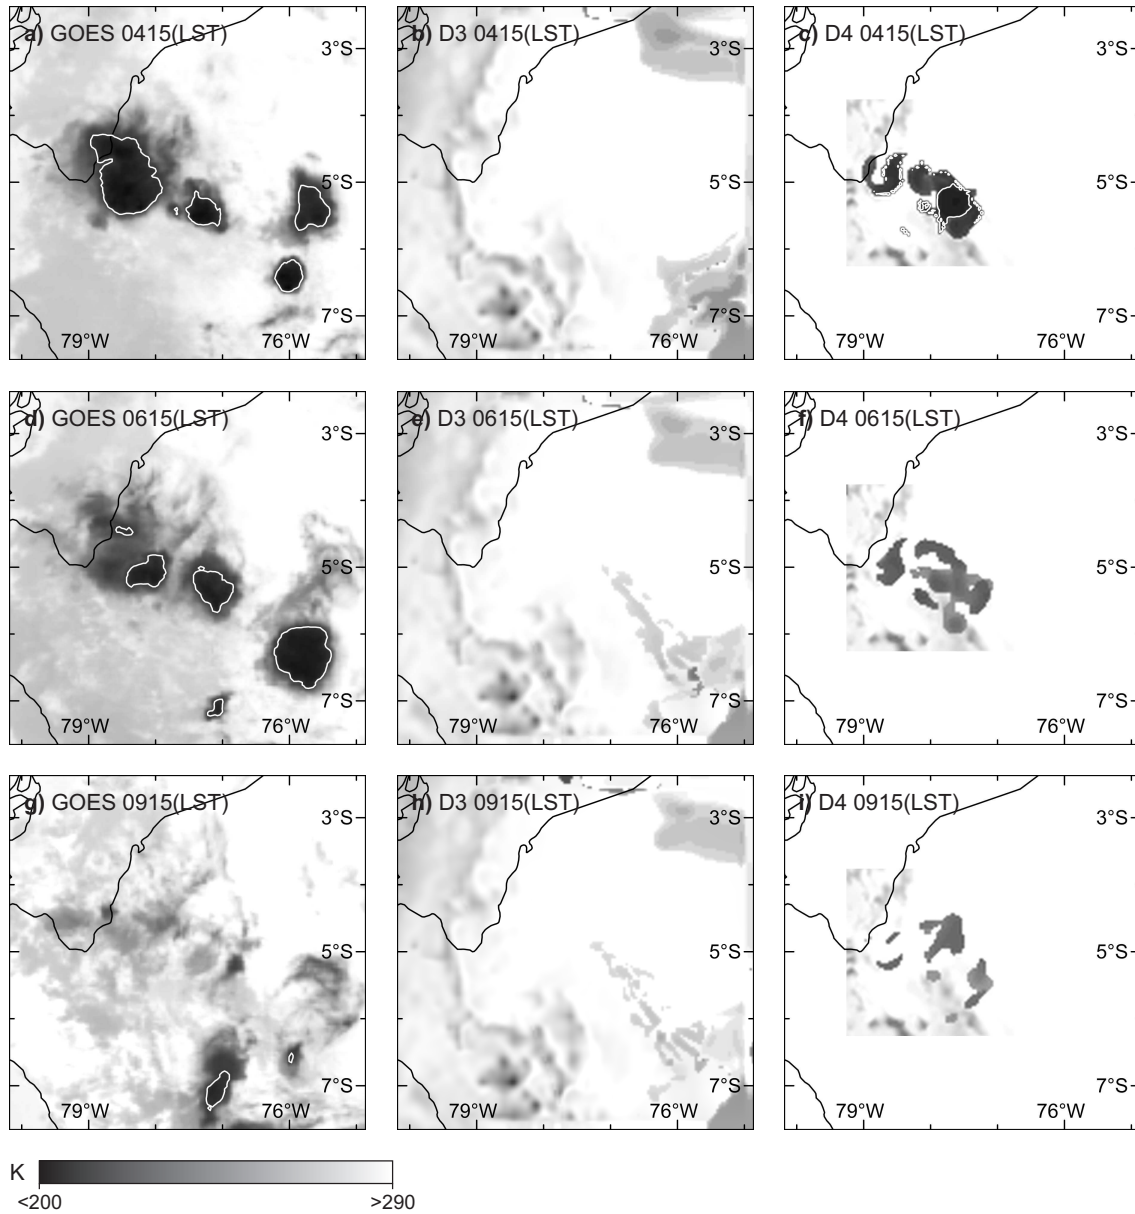 a) GOES 0415(LST)
b) D3 0415(LST)
c) D4 0415(LST)
3°S
3°S
3°S
5°S
5°S
5°S
7°S
7°S
7°S
79°W
76°W
79°W
76°W
79°W
76°W
d) GOES 0615(LST)
e) D3 0615(LST)
f) D4 0615(LST)
3°S
3°S
3°S
5°S
5°S
5°S
7°S
7°S
7°S
79°W
76°W
79°W
76°W
79°W
76°W
g) GOES 0915(LST)
h) D3 0915(LST)
i) D4 0915(LST)
3°S
3°S
3°S
5°S
5°S
5°S
7°S
7°S
7°S
79°W
76°W
79°W
76°W
79°W
76°W
K
<200
>290